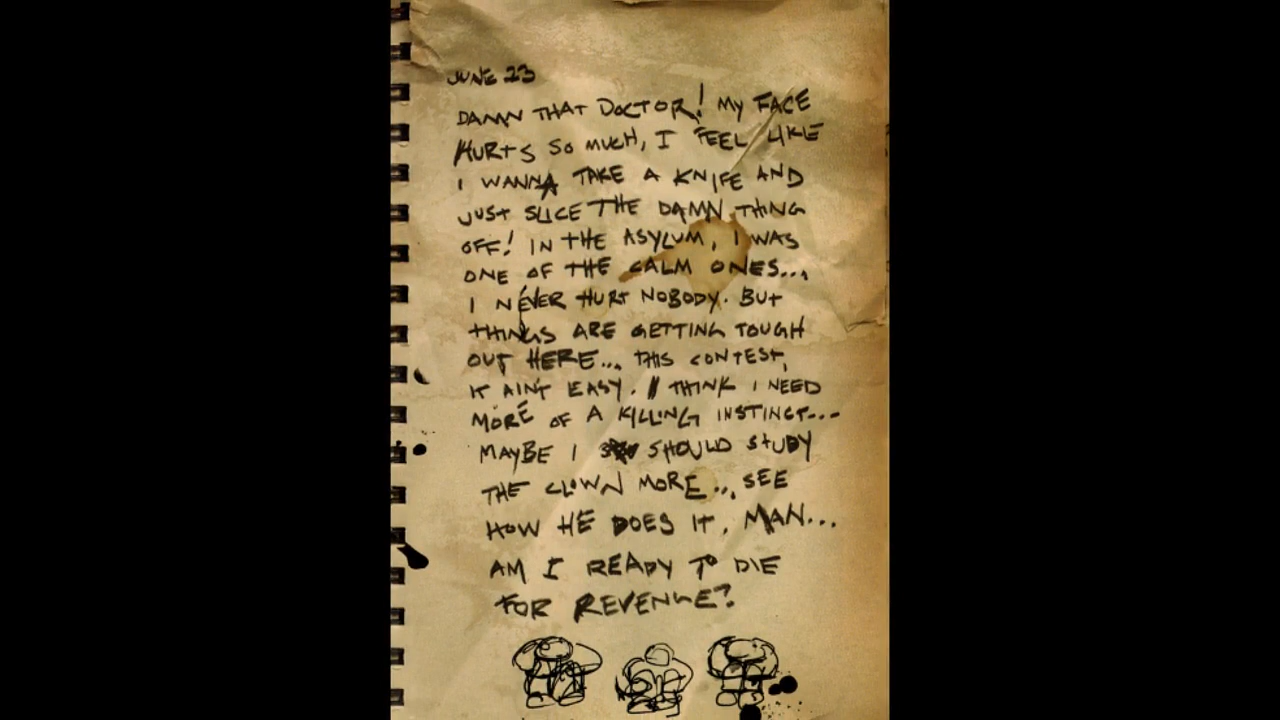 JUNE 23
DAMN THAT DOCTOR! MY FACE
HURTS SO MUCH, I FEEL LIKE
I WANNA TAKE A KNIFE AND
JUST SLICE THE DAMN THING
OFF! IN THE ASYLUM, I WAS
ONE OF THE CALM ONES...
I NEVER HURT NOBODY. BUT
THINGS ARE GETTING TOUGH
OUT HERE... THIS CONTEST,
IT AIN'T EASY. I THINK I NEED
MORE OF A KILLING INSTINCT...
MAYBE I SHOULD STUDY
THE CLOWN MORE... SEE
HOW HE DOES IT, MAN...
AM I READY TO DIE
FOR REVENGE?